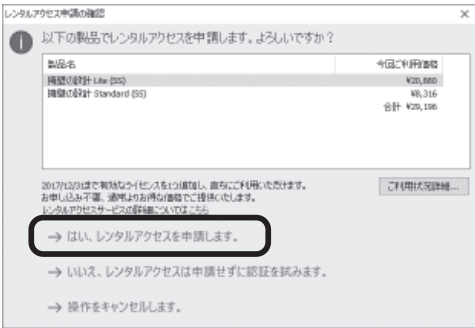 レンタルアクセス申請の確認
以下の製品でレンタルアクセスを申請します。よろしいですか？
製品名 今回ご利用価格
擁壁の設計 Lite (SS) ¥20,880
擁壁の設計 Standard (SS) ¥8,316
合計 ¥29,196
2017/12/31まで有効なライセンスを1つ追加し、直ちにご利用いただけます。
お申し込み不要、通常よりお得な価格でご提供いたします。
レンタルアクセスサービスの詳細についてはこちら
ご利用状況詳細...
→ はい、レンタルアクセスを申請します。
→ いいえ、レンタルアクセスは申請せずに認証を試みます。
→ 操作をキャンセルします。